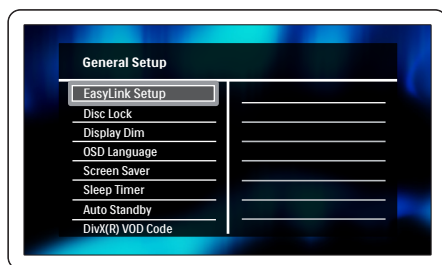 General Setup
EasyLink Setup
Disc Lock
Display Dim
OSD Language
Screen Saver
Sleep Timer
Auto Standby
DivX(R) VOD Code